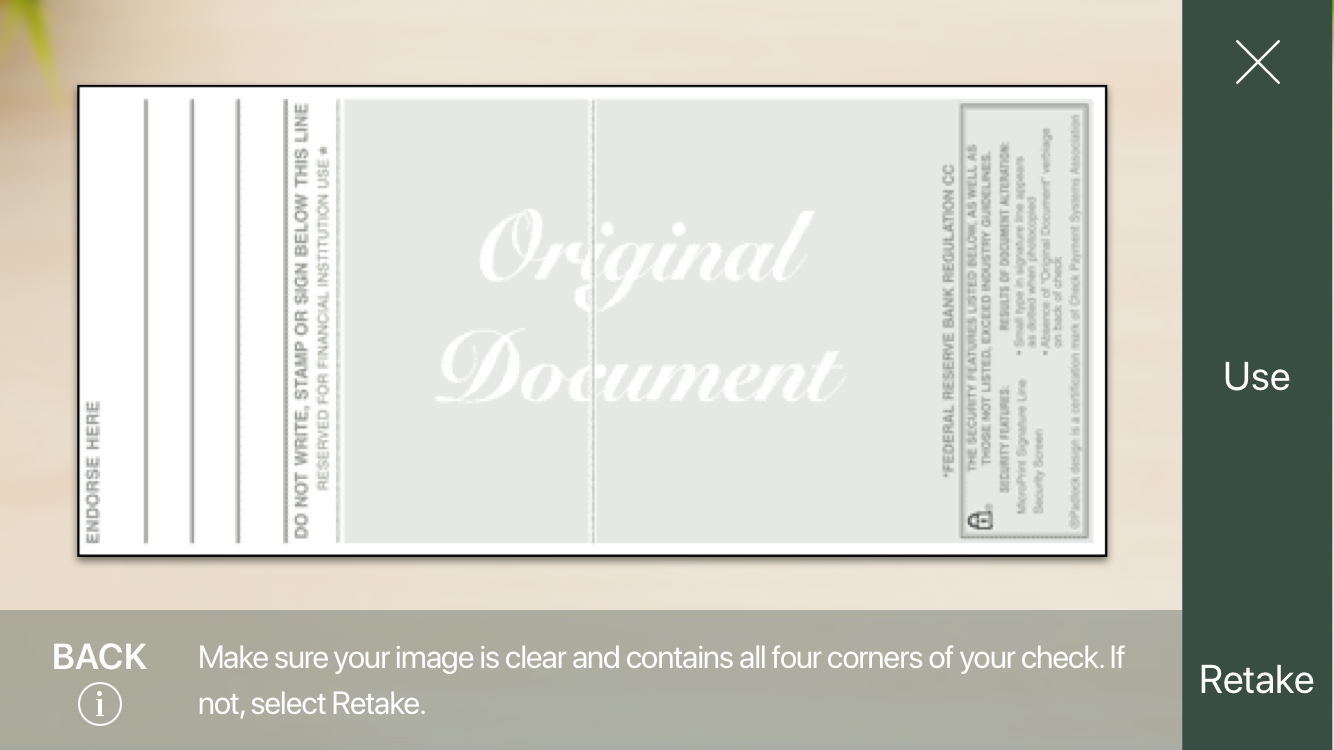 ENDORSE HERE
DO NOT WRITE, STAMP OR SIGN BELOW THIS LINE
RESERVED FOR FINANCIAL INSTITUTION USE *
Original
Document
*FEDERAL RESERVE BANK REGULATION CC
THE SECURITY FEATURES LISTED BELOW, AS WELL AS
THOSE NOT LISTED, EXCEED INDUSTRY GUIDELINES.
SECURITY FEATURES:
MicroPrint Signature Line
Security Screen
RESULTS OF DOCUMENT ALTERATION:
• Small type in signature line appears
as dotted when photocopied
• Absence of "Original Document" verbiage
on back of check
®Padlock design is a certification mark of Check Payment Systems Association
Use
BACK
i
Make sure your image is clear and contains all four corners of your check. If
not, select Retake.
Retake